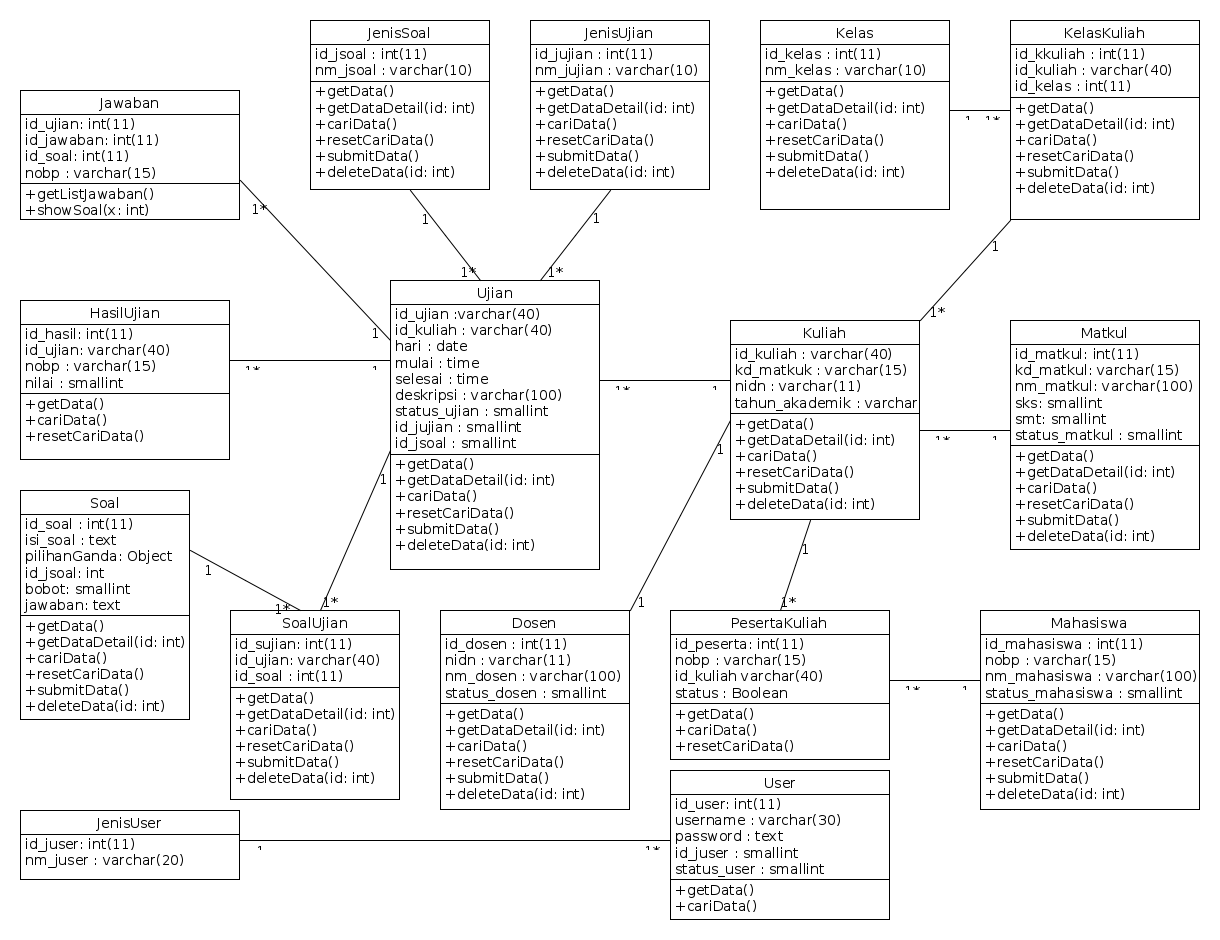 JenisSoal
id_jsoal : int(11)
nm_jsoal : varchar(10)
+getData()
+getDataDetail(id: int)
+cariData()
+resetCariData()
+submitData()
+deleteData(id: int)
JenisUjian
id_jujian : int(11)
nm_jujian : varchar(10)
+getData()
+getDataDetail(id: int)
+cariData()
+resetCariData()
+submitData()
+deleteData(id: int)
Kelas
id_kelas : int(11)
nm_kelas : varchar(10)
+getData()
+getDataDetail(id: int)
+cariData()
+resetCariData()
+submitData()
+deleteData(id: int)
1 1*
KelasKuliah
id_kkuliah : int(11)
id_kuliah : varchar(40)
id_kelas : int(11)
+getData()
+getDataDetail(id: int)
+cariData()
+resetCariData()
+submitData()
+deleteData(id: int)
Jawaban
id_ujian: int(11)
id_jawaban: int(11)
id_soal: int(11)
nobp : varchar(15)
+getListJawaban()
+showSoal(x: int)
1*
1
1
1*
1
1*
1
1*
HasilUjian
id_hasil: int(11)
id_ujian: varchar(40)
nobp : varchar(15)
nilai : smallint
+getData()
+cariData()
+resetCariData()
1* 1
Ujian
id_ujian :varchar(40)
id_kuliah : varchar(40)
hari : date
mulai : time
selesai : time
deskripsi : varchar(100)
status_ujian : smallint
id_jujian : smallint
id_jsoal : smallint
+getData()
+getDataDetail(id: int)
+cariData()
+resetCariData()
+submitData()
+deleteData(id: int)
1* 1
Kuliah
id_kuliah : varchar(40)
kd_matkuk : varchar(15)
nidn : varchar(11)
tahun_akademik : varchar
+getData()
+getDataDetail(id: int)
+cariData()
+resetCariData()
+submitData()
+deleteData(id: int)
1* 1
Matkul
id_matkul: int(11)
kd_matkul: varchar(15)
nm_matkul: varchar(100)
sks: smallint
smt: smallint
status_matkul : smallint
+getData()
+getDataDetail(id: int)
+cariData()
+resetCariData()
+submitData()
+deleteData(id: int)
Soal
id_soal : int(11)
isi_soal : text
pilihanGanda: Object
id_jsoal: int
bobot: smallint
jawaban: text
+getData()
+getDataDetail(id: int)
+cariData()
+resetCariData()
+submitData()
+deleteData(id: int)
1
1*
1
1*
1
1
1
1*
SoalUjian
id_sujian: int(11)
id_ujian: varchar(40)
id_soal : int(11)
+getData()
+getDataDetail(id: int)
+cariData()
+resetCariData()
+submitData()
+deleteData(id: int)
Dosen
id_dosen : int(11)
nidn : varchar(11)
nm_dosen : varchar(100)
status_dosen : smallint
+getData()
+getDataDetail(id: int)
+cariData()
+resetCariData()
+submitData()
+deleteData(id: int)
PesertaKuliah
id_peserta: int(11)
nobp : varchar(15)
id_kuliah varchar(40)
status : Boolean
+getData()
+cariData()
+resetCariData()
1* 1
Mahasiswa
id_mahasiswa : int(11)
nobp : varchar(15)
nm_mahasiswa : varchar(100)
status_mahasiswa : smallint
+getData()
+getDataDetail(id: int)
+cariData()
+resetCariData()
+submitData()
+deleteData(id: int)
JenisUser
id_juser: int(11)
nm_juser : varchar(20)
1 1*
User
id_user: int(11)
username : varchar(30)
password : text
id_juser : smallint
status_user : smallint
+getData()
+cariData()